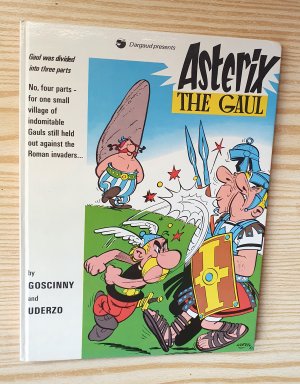 Dargaud presents
Asterix
THE GAUL
Gaul was divided
into three parts
No, four parts -
for one small
village of
indomitable
Gauls still held
out against the
Roman invaders...
by
GOSCINNY
and
UDERZO